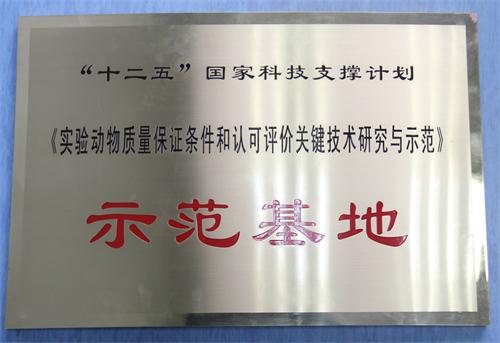 “十二五”国家科技支撑计划
《实验动物质量保证条件和认可评价关键技术研究与示范》
示范基地